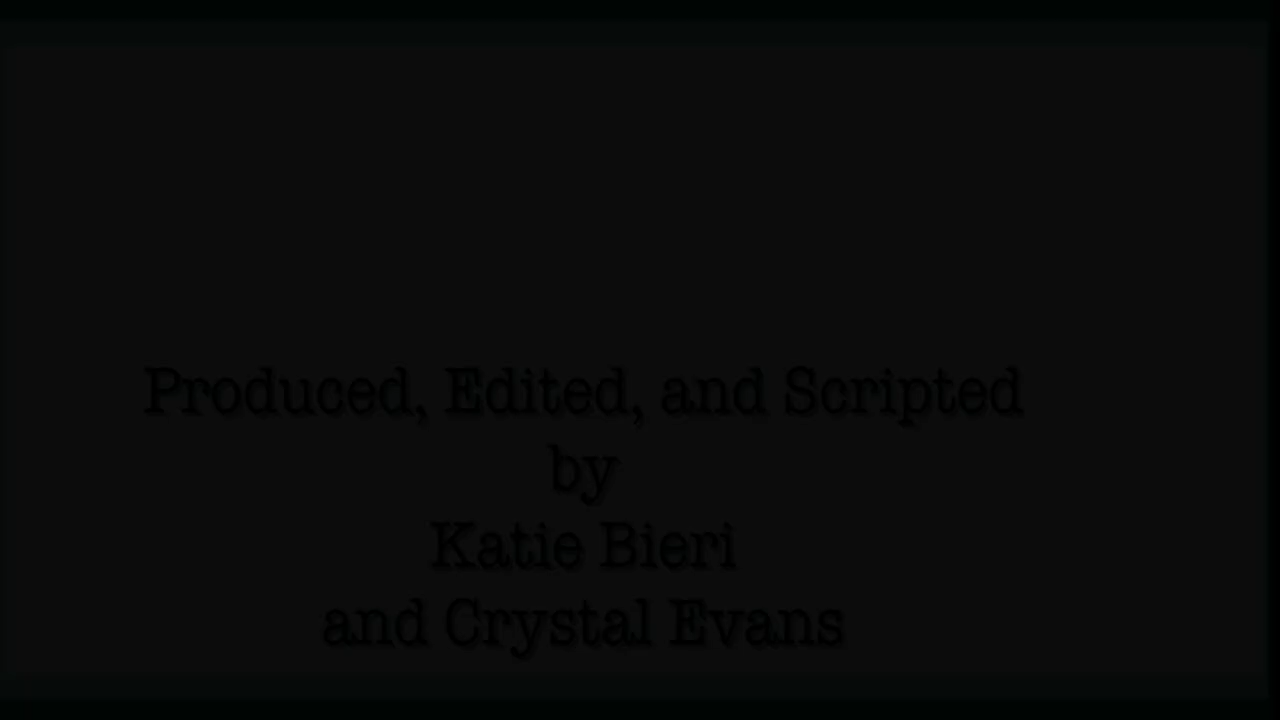 Produced, Edited, and Scripted
by
Katie Bieri
and Crystal Evans